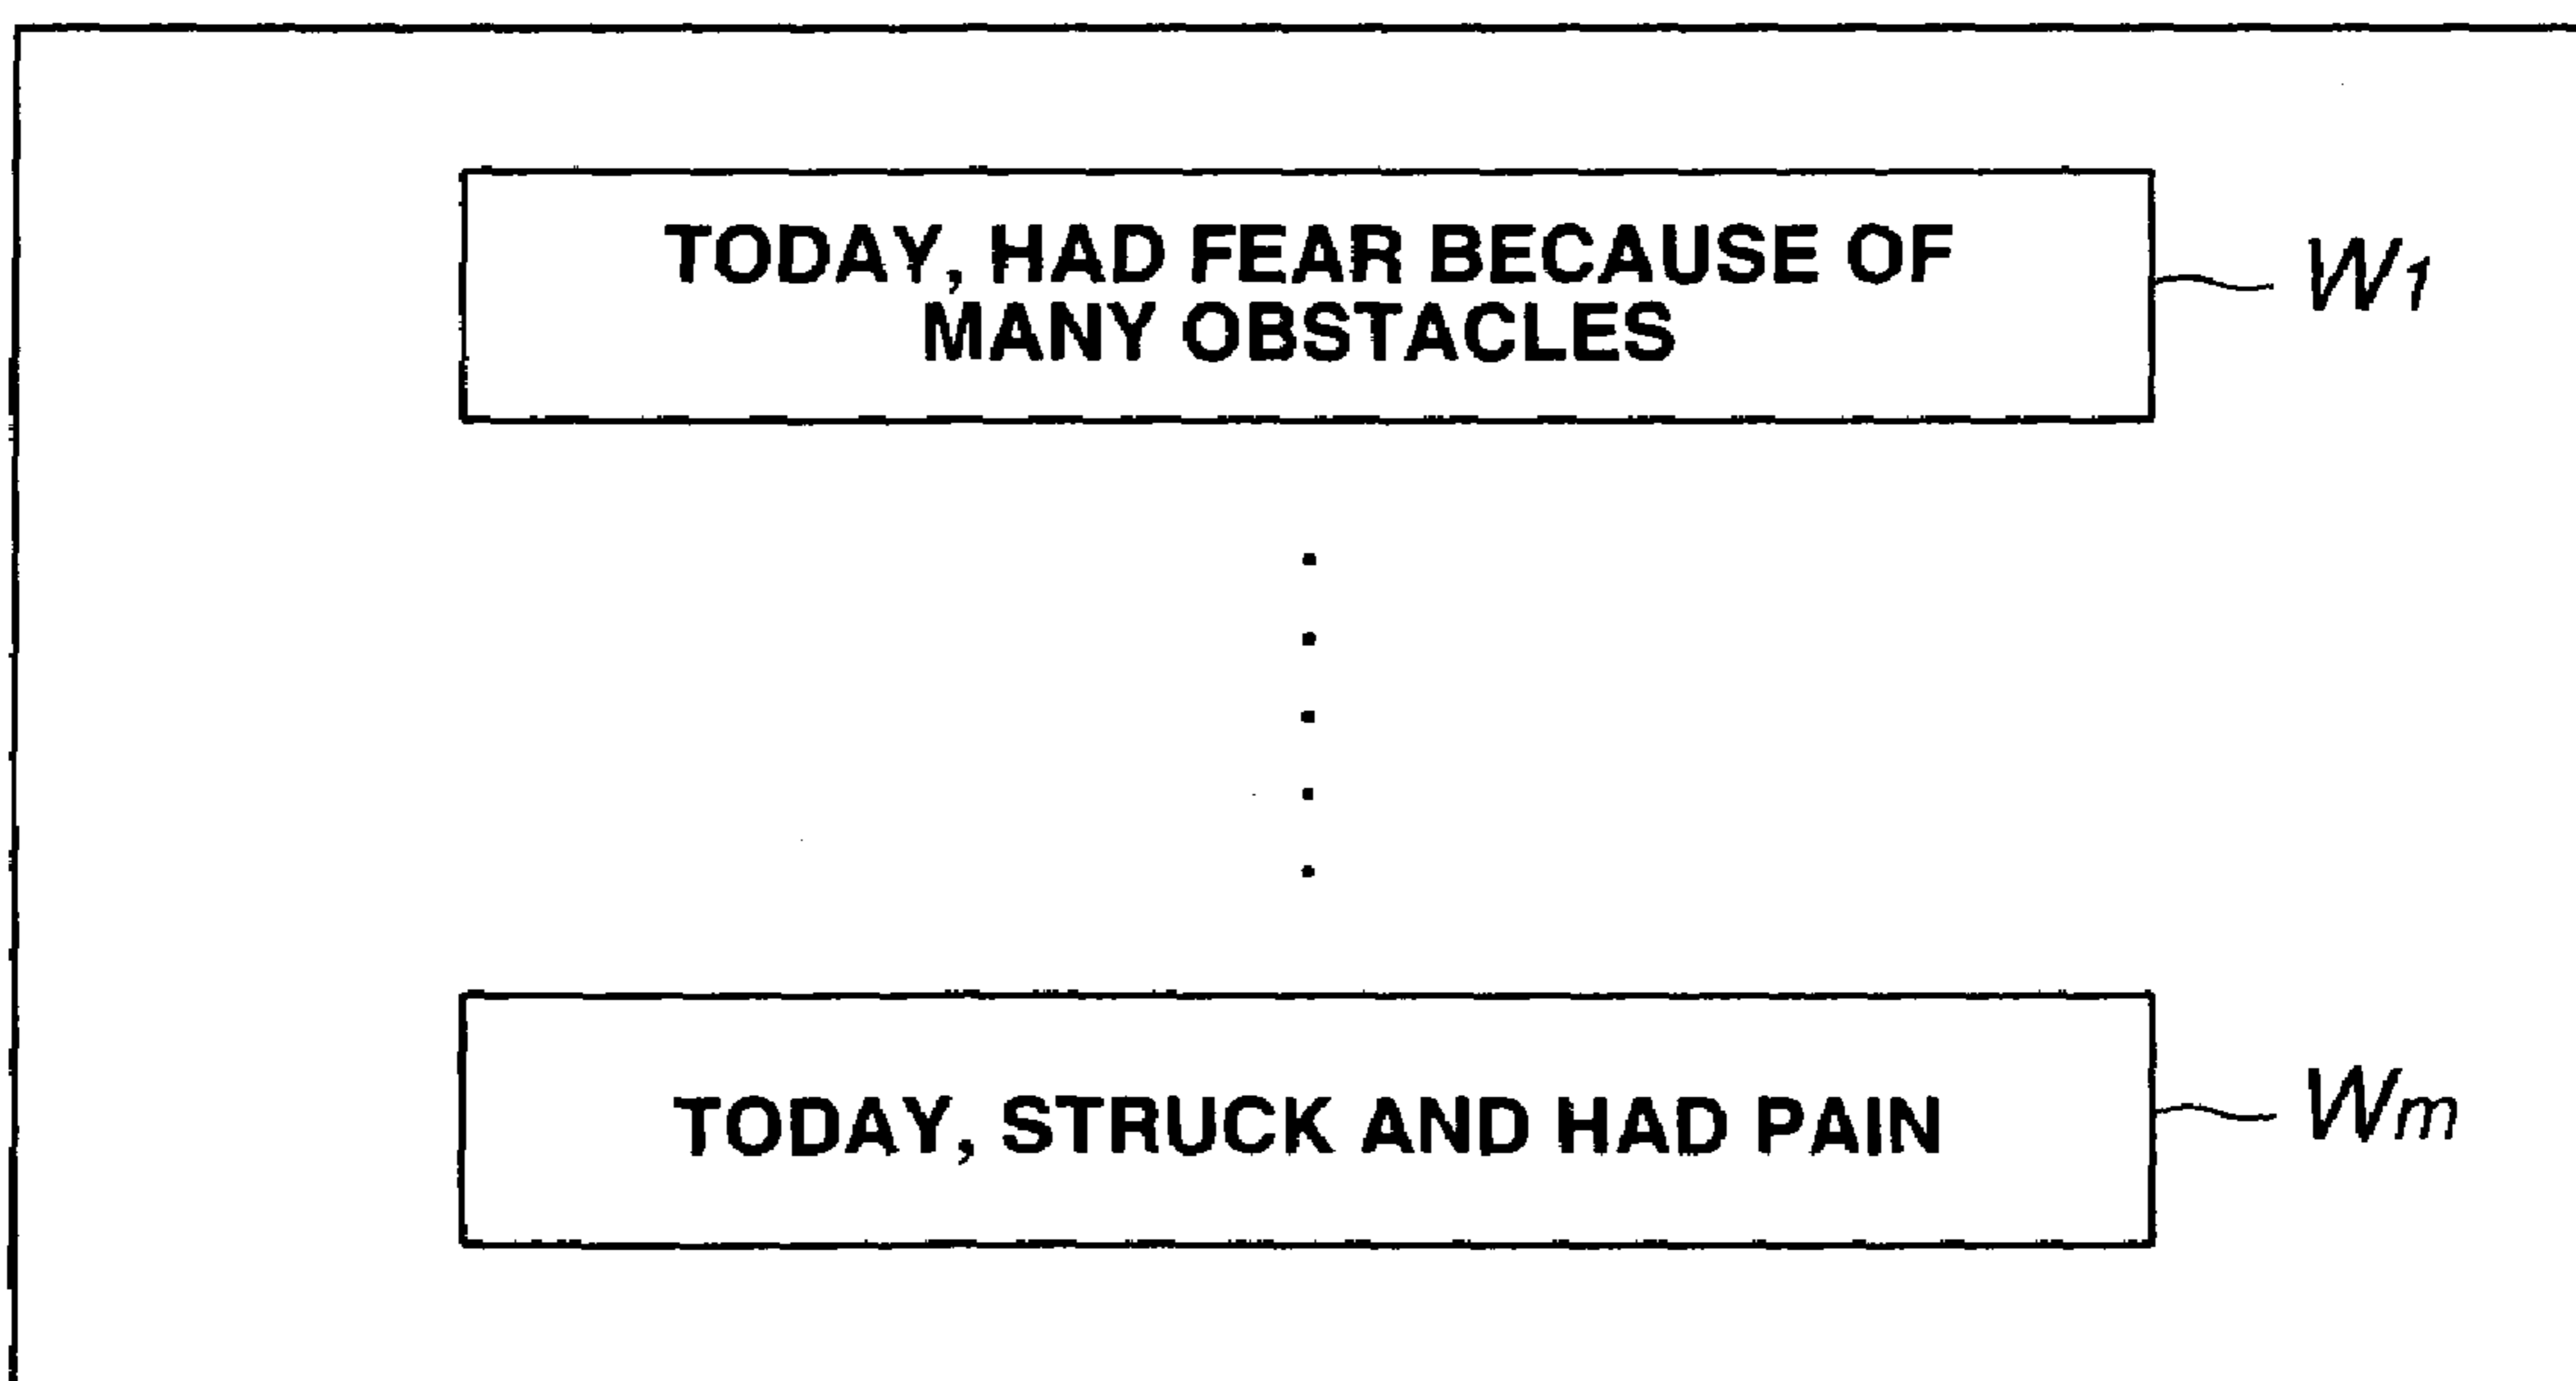 TODAY, HAD FEAR BECAUSE OF
MANY OBSTACLES
W1
TODAY, STRUCK AND HAD PAIN
Wm